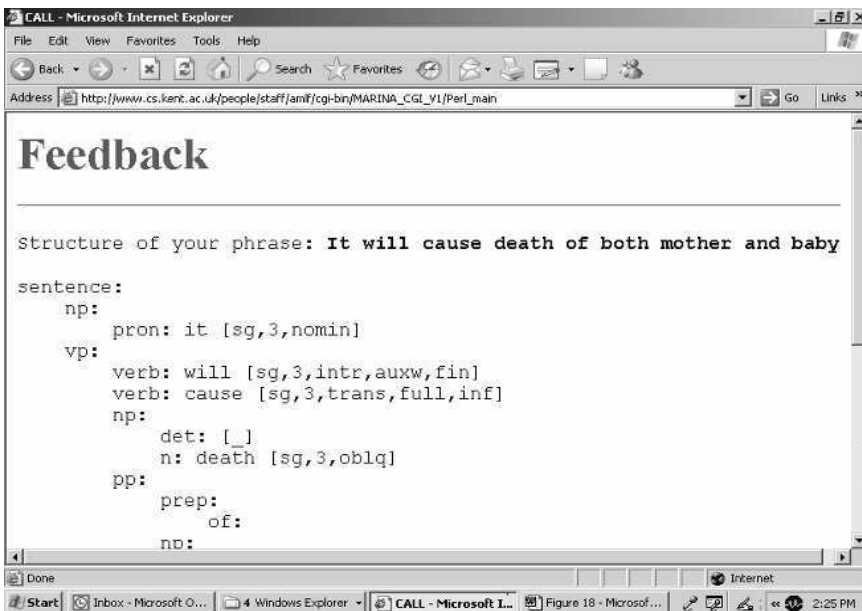 CALL - Microsoft Internet Explorer
File Edit View Favorites Tools Help
Back Search Favorites
Address http://www.cs.kent.ac.uk/people/staff/amlf/cgi-bin/MARINA_CGI_V1/Perl_main Go Links »
Feedback
Structure of your phrase: It will cause death of both mother and baby
sentence:
np:
pron: it [sg,3,nomin]
vp:
verb: will [sg,3,intr,auxw,fin]
verb: cause [sg,3,trans,full,inf]
np:
det: [_]
n: death [sg,3,oblq]
pp:
prep:
of:
np:
Done Internet
Start Inbox - Microsoft O... 4 Windows Explorer CALL - Microsoft I... Figure 18 - Microsof... « 2:25 PM